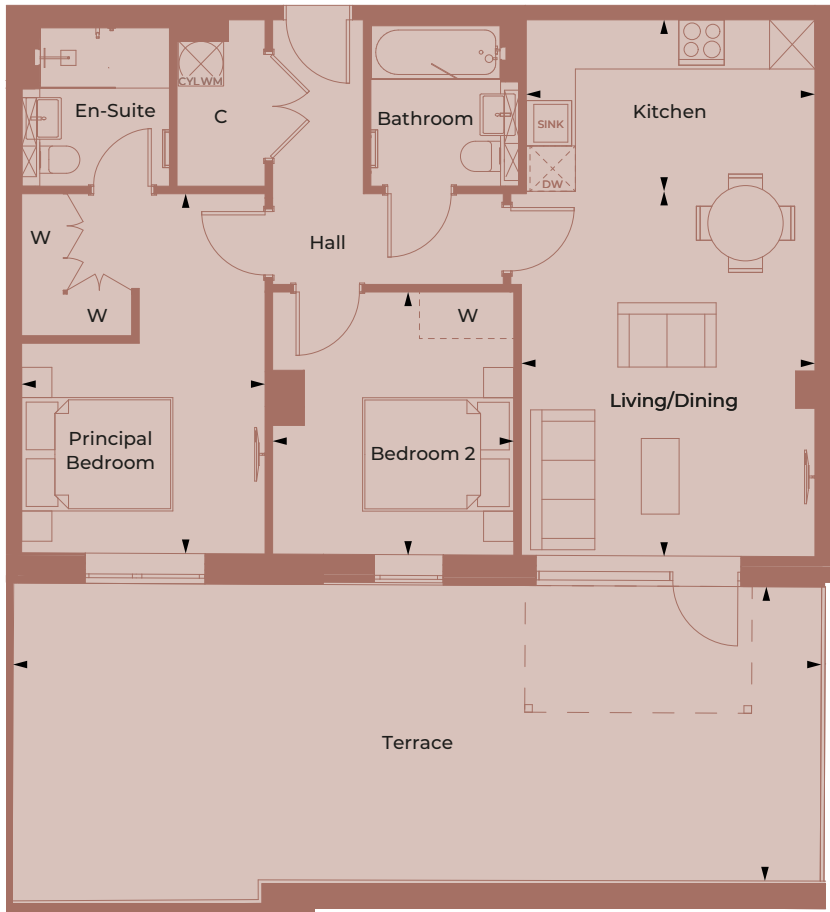 CYL WM
En-Suite
C
Bathroom
Kitchen
SINK
DW
W
Hall
W
W
Living/Dining
Principal
Bedroom
Bedroom 2
Terrace